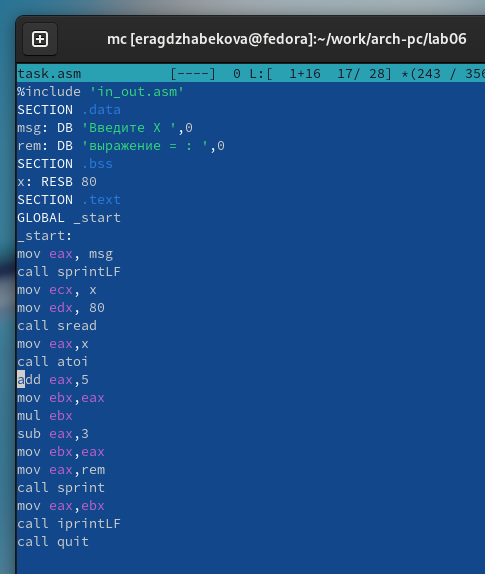 mc [eragdzhabekova@fedora]:~/work/arch-pc/lab06
task.asm [----] 0 L:[ 1+16 17/ 28] *(243 / 356
%include 'in_out.asm'
SECTION .data
msg: DB 'Введите X ',0
rem: DB 'выражение = : ',0
SECTION .bss
x: RESB 80
SECTION .text
GLOBAL _start
_start:
mov eax, msg
call sprintLF
mov ecx, x
mov edx, 80
call sread
mov eax,x
call atoi
add eax,5
mov ebx,eax
mul ebx
sub eax,3
mov ebx,eax
mov eax,rem
call sprint
mov eax,ebx
call iprintLF
call quit